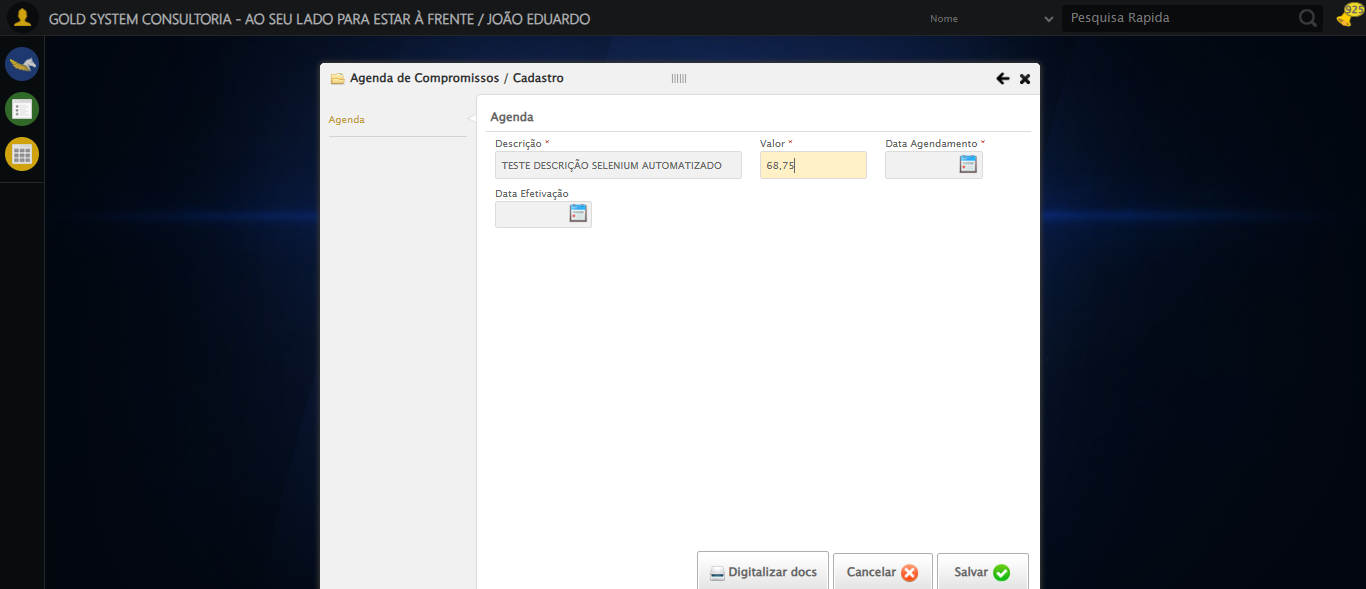 GOLD SYSTEM CONSULTORIA - AO SEU LADO PARA ESTAR À FRENTE / JOÃO EDUARDO
Nome
Pesquisa Rapida
925
Agenda de Compromissos / Cadastro
Agenda
Agenda
Descrição *
Valor *
Data Agendamento *
TESTE DESCRIÇÃO SELENIUM AUTOMATIZADO
68,75
Data Efetivação
Digitalizar docs
Cancelar
Salvar